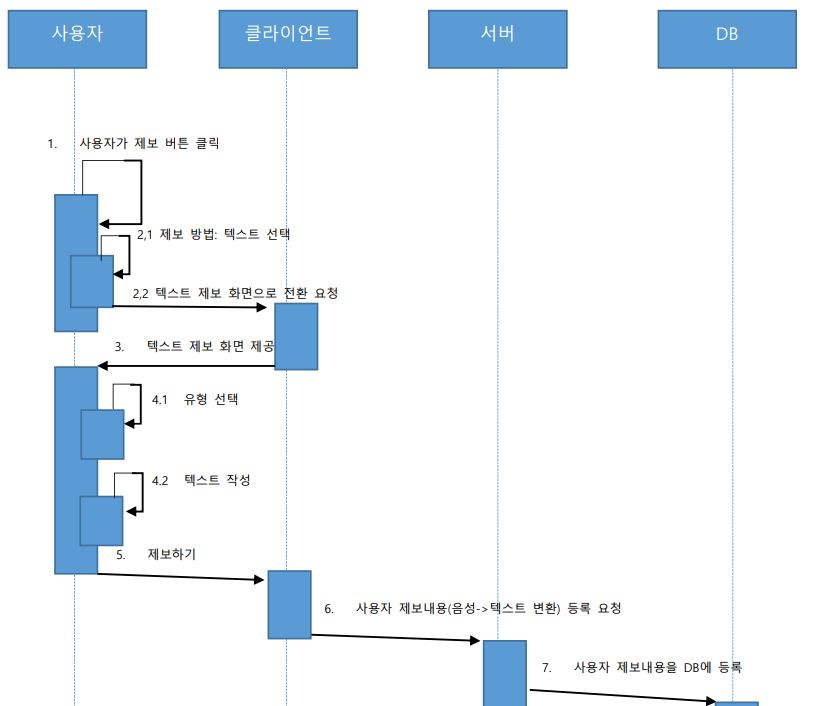 사용자
클라이언트
서버
DB
1. 사용자가 제보 버튼 클릭
2,1 제보 방법: 텍스트 선택
2,2 텍스트 제보 화면으로 전환 요청
3. 텍스트 제보 화면 제공
4.1 유형 선택
4.2 텍스트 작성
5. 제보하기
6. 사용자 제보내용(음성->텍스트 변환) 등록 요청
7. 사용자 제보내용을 DB에 등록